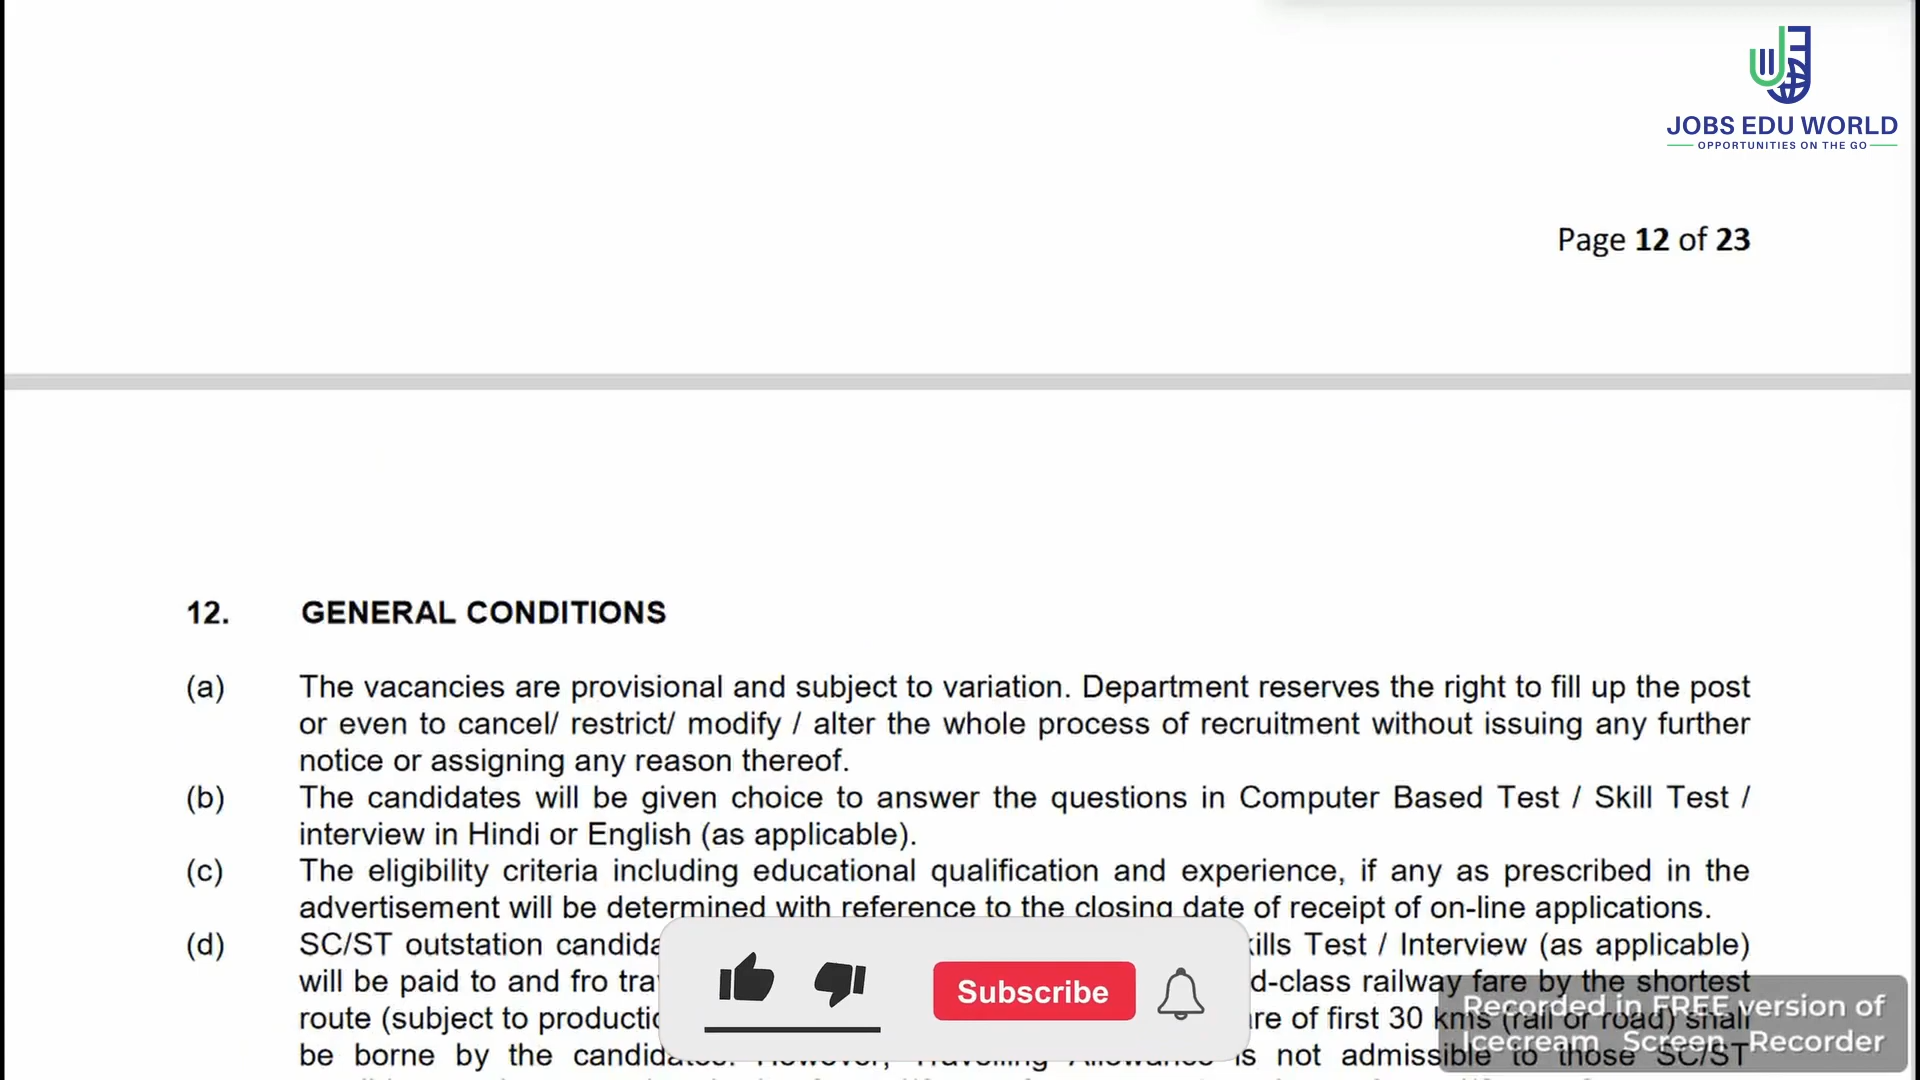 JOBS EDU WORLD
OPPORTUNITIES ON THE GO
Page 12 of 23
12. GENERAL CONDITIONS
(a) The vacancies are provisional and subject to variation. Department reserves the right to fill up the post
or even to cancel/ restrict/ modify / alter the whole process of recruitment without issuing any further
notice or assigning any reason thereof.
(b) The candidates will be given choice to answer the questions in Computer Based Test / Skill Test /
interview in Hindi or English (as applicable).
(c) The eligibility criteria including educational qualification and experience, if any as prescribed in the
advertisement will be determined with reference to the closing date of receipt of on-line applications.
(d) SC/ST outstation Test / Interview (as applicable)
will be paid to and fro railway fare by the shortest
route (subject to of first 30 kms (rail or road) shall
be borne by the However, Travelling Allowance is not admissible to those SC/ST
Subscribe
Recorded in FREE version of
Icecream Screen Recorder